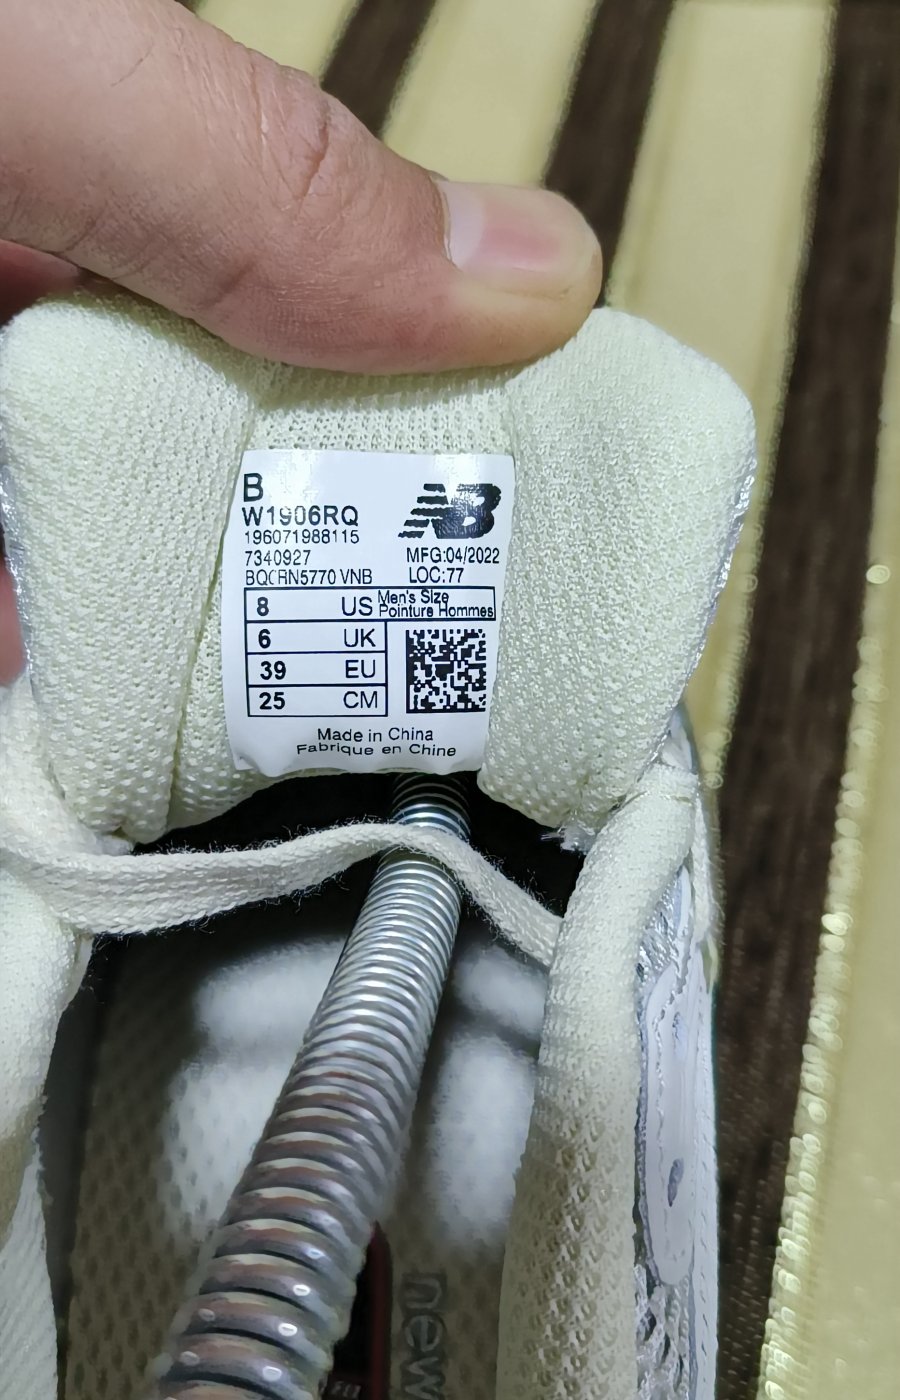 B
W1906RQ
196071988115
7340927
MFG:04/2022
VNB
LOC:77
8 US Men's Size
Pointure Hommes
6 UK
39 EU
25 CM
Made in China
Fabrique en Chine
NB
new